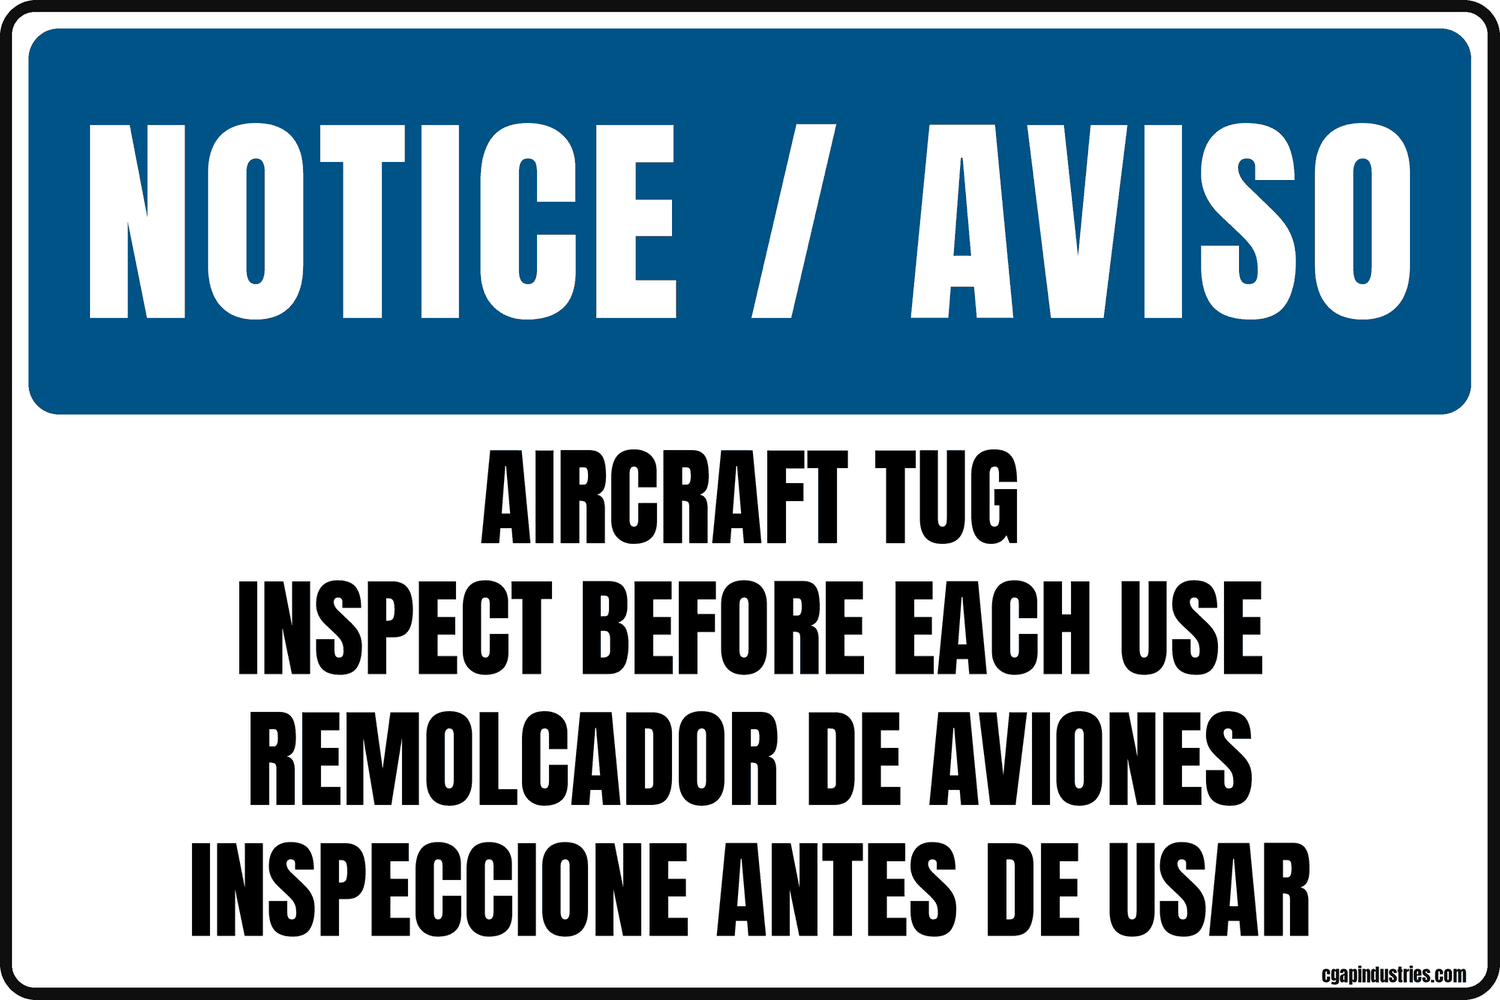 NOTICE / AVISO
AIRCRAFT TUG
INSPECT BEFORE EACH USE
REMOLCADOR DE AVIONES
INSPECCIONE ANTES DE USAR
cgapindustries.com